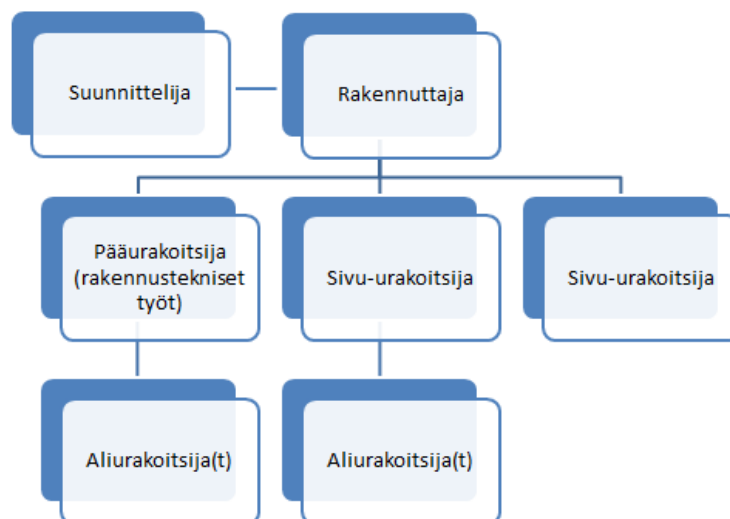 Suunnittelija
Rakennuttaja
Pääurakoitsija
(rakennustekniset
työt)
Sivu-urakoitsija
Sivu-urakoitsija
Aliurakoitsija(t)
Aliurakoitsija(t)